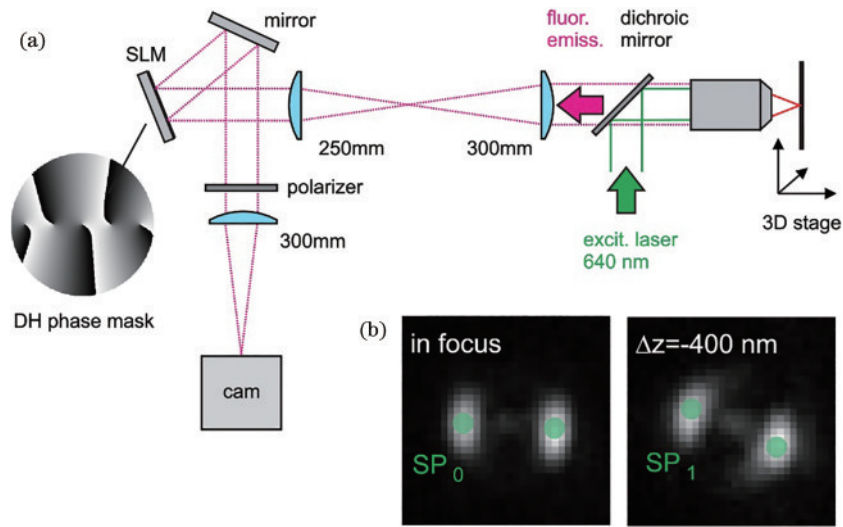 (a)
mirror
SLM
fluor.
emiss.
dichroic
mirror
250mm
300mm
polarizer
300mm
excit. laser
640 nm
3D stage
DH phase mask
cam
(b)
in focus
SP0
Δz=-400 nm
SP1